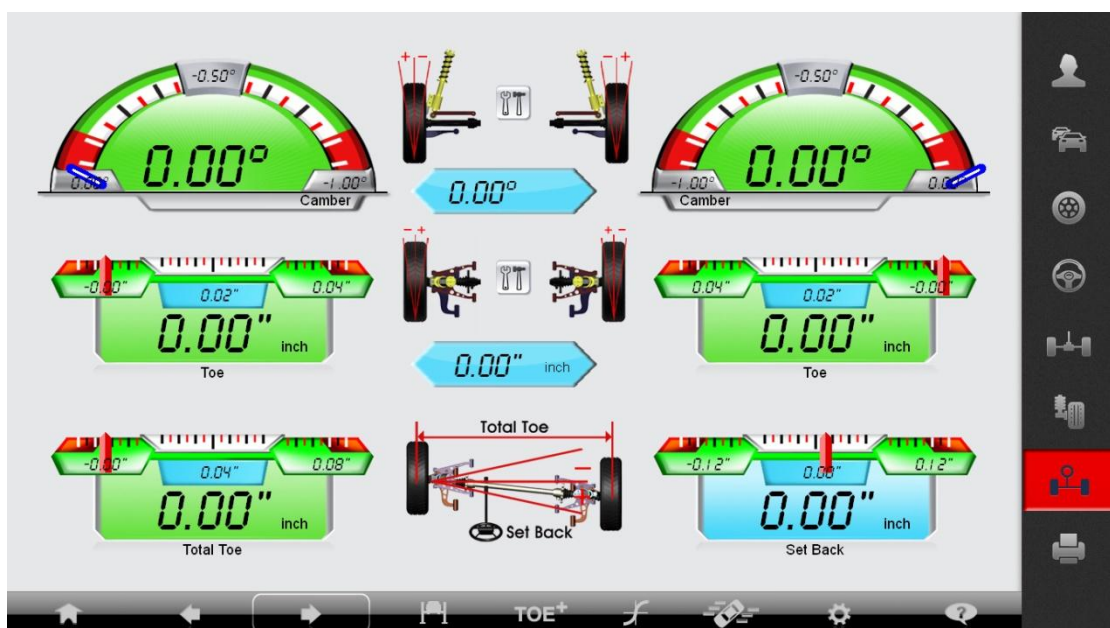 -0.50°
-0.50°
0.00°
0.00°
0.00°
-1.00°
0.00°
-1.00°
Camber
Camber
-0.00"
0.02"
0.04"
0.04"
0.02"
-0.00"
0.00" inch
0.00" inch
0.00" inch
Toe
Toe
Total Toe
0.04"
0.08"
-0.12"
0.00"
0.12"
0.00" inch
0.00" inch
Set Back
Total Toe
Set Back
TOE+
?